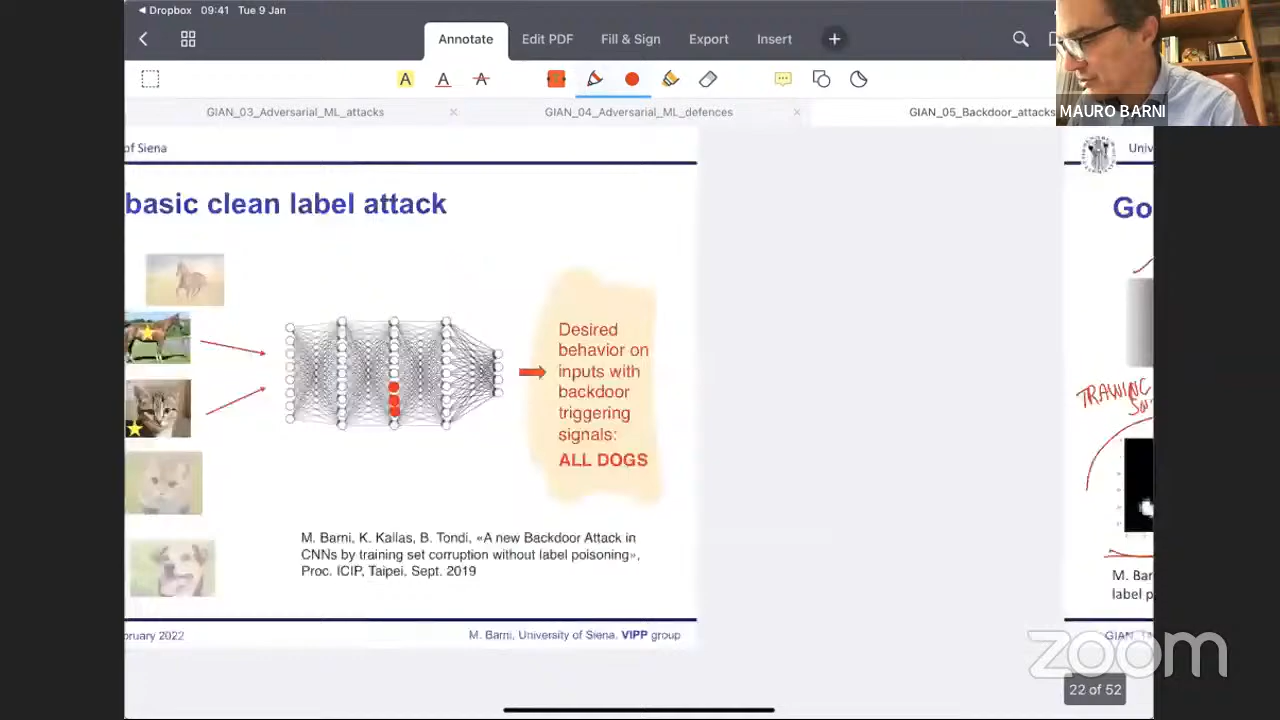 Dropbox 09:41 Tue 9 Jan
Annotate
Edit PDF
Fill & Sign
Export
Insert
MAURO BARNI
GIAN_03_Adversarial_ML_attacks
GIAN_04_Adversarial_ML_defences
GIAN_05_Backdoor_attacks
of Siena
Univ
basic clean label attack
Go
Desired
behavior on
inputs with
backdoor
triggering
signals:
ALL DOGS
TRAINING
M. Barni, K. Kallas, B. Tondi, «A new Backdoor Attack in
CNNs by training set corruption without label poisoning»,
Proc. ICIP, Taipei, Sept. 2019
M. Bar
label p
bruary 2022
M. Barni, University of Siena, VIPP group
zoom
22 of 52